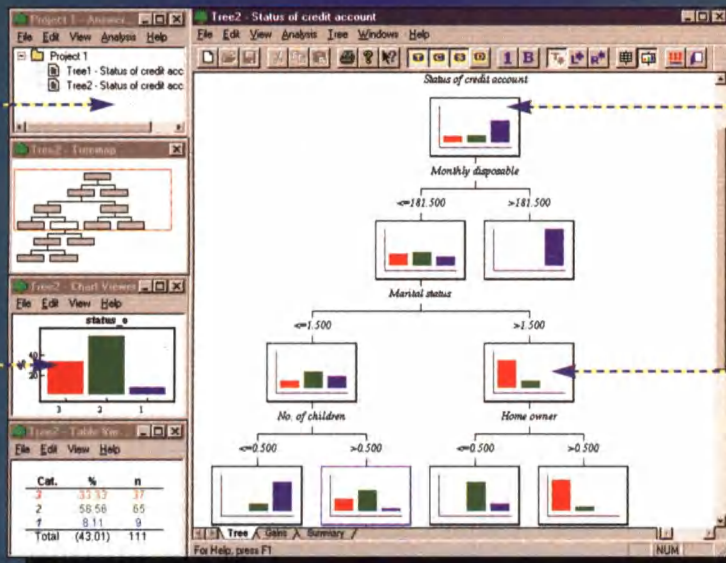 Project 1 - Answer...
File Edit View Analysis Help
Project 1
Tree1 - Status of credit acc
Tree2 - Status of credit acc
Tree2 - Treemap
Tree2 - Chart Viewer
File Edit View Help
status_c
%
40
20
3 2 1
Tree2 - Table Vie...
File Edit View Help
Cat. % n
3 33.33 37
2 58.56 65
1 8.11 9
Total (43.01) 111
Tree2 - Status of credit account
File Edit View Analysis Tree Windows Help
1 B
Status of credit account
Monthly disposable
<=181.500 >181.500
Marital status
<=1.500 >1.500
No. of children Home owner
<=0.500 >0.500 <=0.500 >0.500
Tree Gains Summary
For Help, press F1 NUM